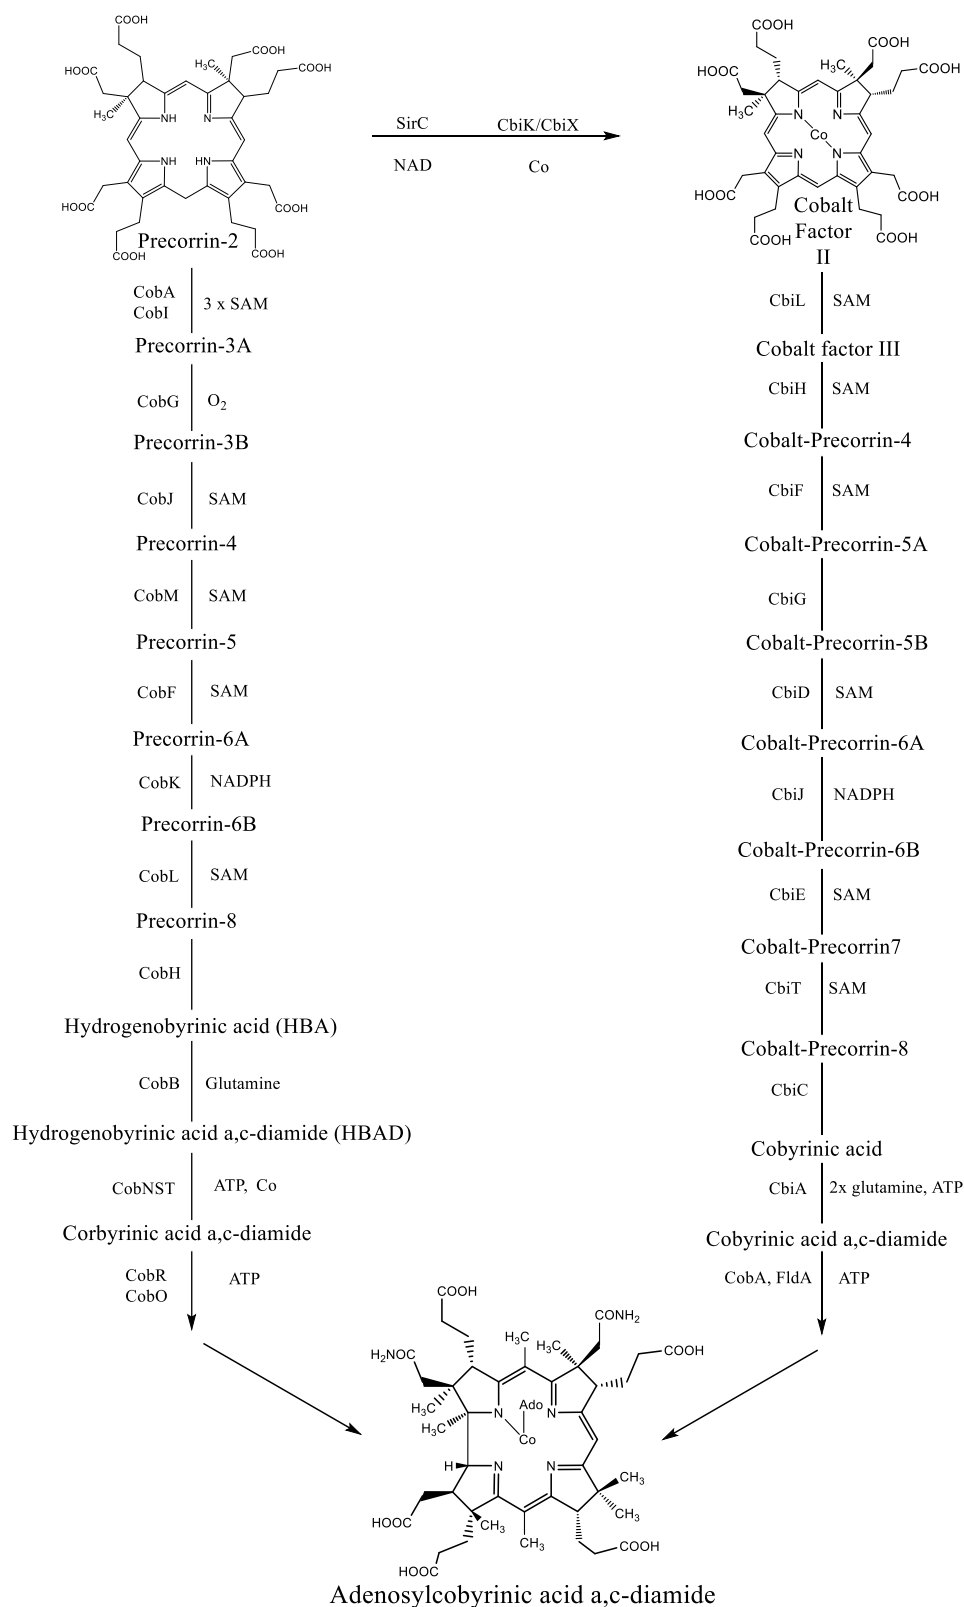 COOH
COOH
COOH
HOOC
H₃C
H₃C
NH
N
NH
HN
HOOC
COOH
COOH
COOH
Precorrin-2
SirC
CbiK/CbiX
NAD
Co
COOH
COOH
COOH
HOOC
H₃C
H₃C
N
N
Co
N
N
HOOC
COOH
COOH
COOH
Cobalt
Factor
II
CobA
CobI
3 x SAM
Precorrin-3A
CobG
O₂
Precorrin-3B
CobJ
SAM
Precorrin-4
CobM
SAM
Precorrin-5
CobF
SAM
Precorrin-6A
CobK
NADPH
Precorrin-6B
CobL
SAM
Precorrin-8
CobH
Hydrogenobyrinic acid (HBA)
CobB
Glutamine
Hydrogenobyrinic acid a,c-diamide (HBAD)
CobNST
ATP, Co
Corbyrinic acid a,c-diamide
CobR
CobO
ATP
CbiL
SAM
Cobalt factor III
CbiH
SAM
Cobalt-Precorrin-4
CbiF
SAM
Cobalt-Precorrin-5A
CbiG
Cobalt-Precorrin-5B
CbiD
SAM
Cobalt-Precorrin-6A
CbiJ
NADPH
Cobalt-Precorrin-6B
CbiE
SAM
Cobalt-Precorrin7
CbiT
SAM
Cobalt-Precorrin-8
CbiC
Cobyrinic acid
CbiA
2x glutamine, ATP
Cobyrinic acid a,c-diamide
CobA, FldA
ATP
COOH
CONH₂
H₃C
H₃C
COOH
H₂NOC
H₃C
H₃C
N
Ado
N
Co
H
N
N
CH₃
CH₃
HOOC
CH₃
CH₃
COOH
HOOC
Adenosylcobyrinic acid a,c-diamide